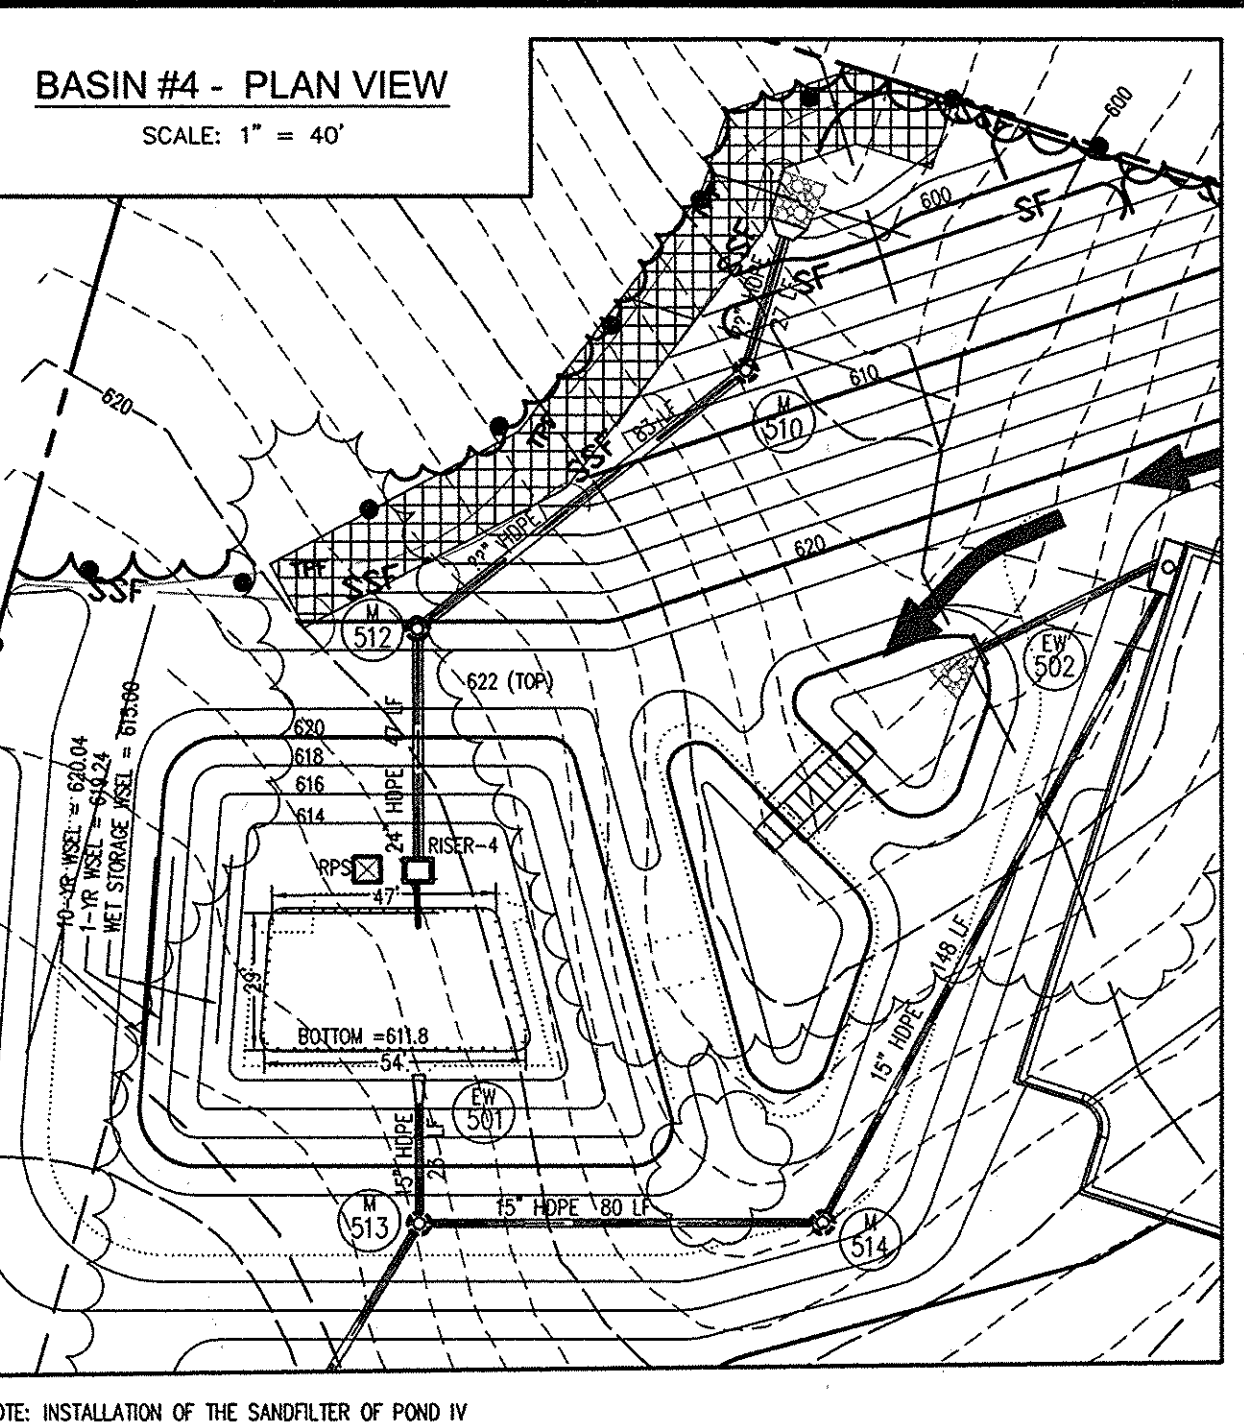 BASIN #4 - PLAN VIEW
SCALE: 1" = 40'
600
600
SSF
SF
SSF
SF
??" HDPE
27 LF
610
M
510
83 LF
620
TPF
SSF
??" HDPE
620
TPF
SSF
SSF
M
512
EW
502
622 (TOP)
47 LF
24" HDPE
620
618
616
614
10-YR WSEL = 620.04
1-YR WSEL = 619.24
WET STORAGE WSEL = 615.00
RPS
RISER-4
47'
29'
BOTTOM =611.8
54'
148 LF
15" HDPE
EW
501
15" HDPE
23 LF
15" HDPE 80 LF
M
513
M
514
OTE: INSTALLATION OF THE SANDFILTER OF POND IV